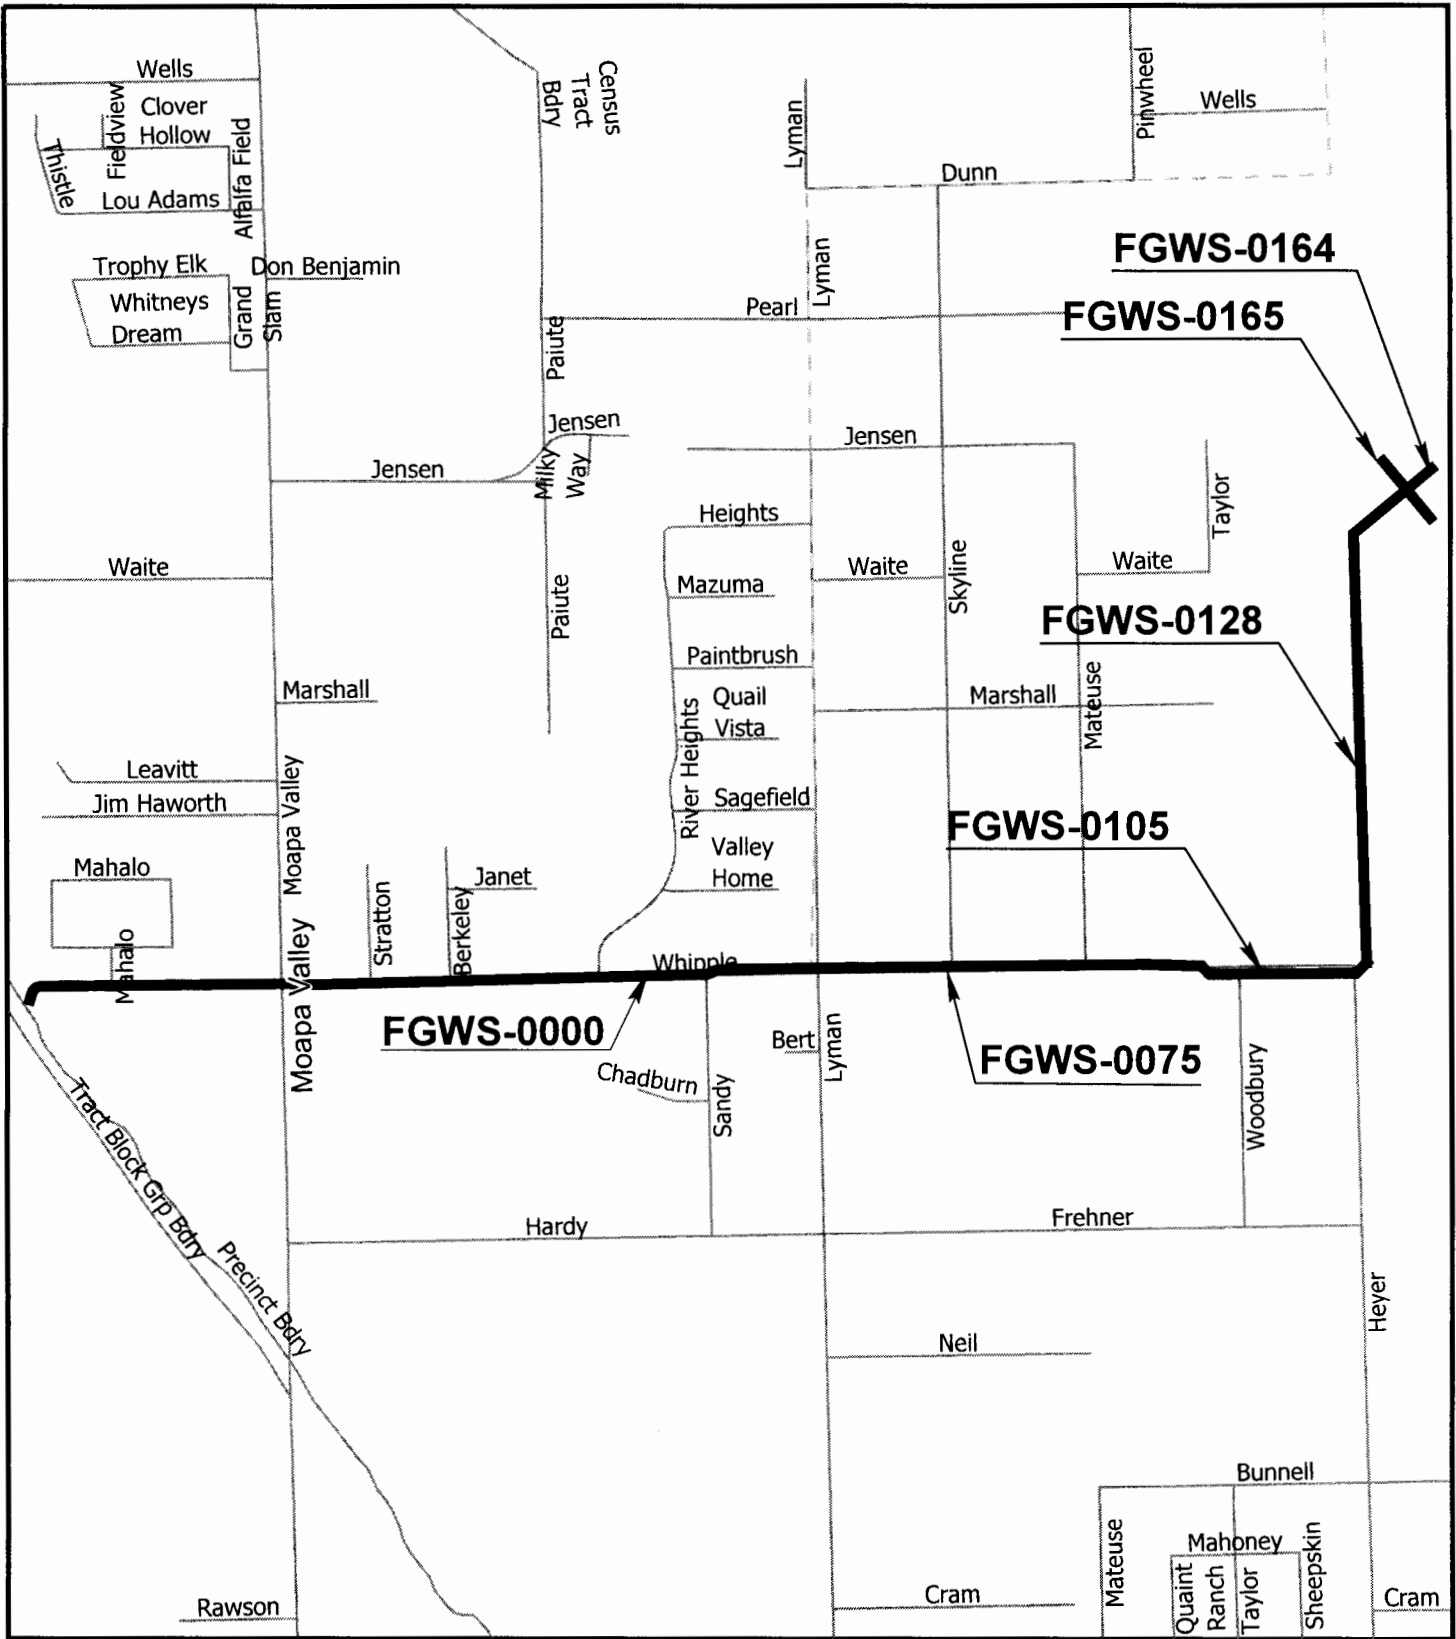 Wells
Fieldview
Clover
Hollow
Thistle
Lou Adams
Alfalfa Field
Census
Tract
Bdry
Lyman
Pinwheel
Wells
Dunn
Trophy Elk
Don Benjamin
Whitneys
Dream
Grand
Slam
Lyman
Pearl
Paiute
FGWS-0164
FGWS-0165
Jensen
Jensen
Milky
Way
Jensen
Heights
Taylor
Waite
Mazuma
Waite
Waite
Skyline
Paiute
FGWS-0128
Paintbrush
Marshall
Quail
Vista
River Heights
Marshall
Mateuse
Leavitt
Jim Haworth
Moapa Valley
Sagefield
FGWS-0105
Valley
Home
Mahalo
Mahalo
Stratton
Berkeley
Janet
Whipple
Moapa Valley
FGWS-0000
FGWS-0075
Bert
Lyman
Chadburn
Sandy
Woodbury
Tract Block Grp Bdry
Precinct Bdry
Hardy
Frehner
Heyer
Neil
Bunnell
Mateuse
Mahoney
Quaint
Ranch
Taylor
Sheepskin
Rawson
Cram
Cram